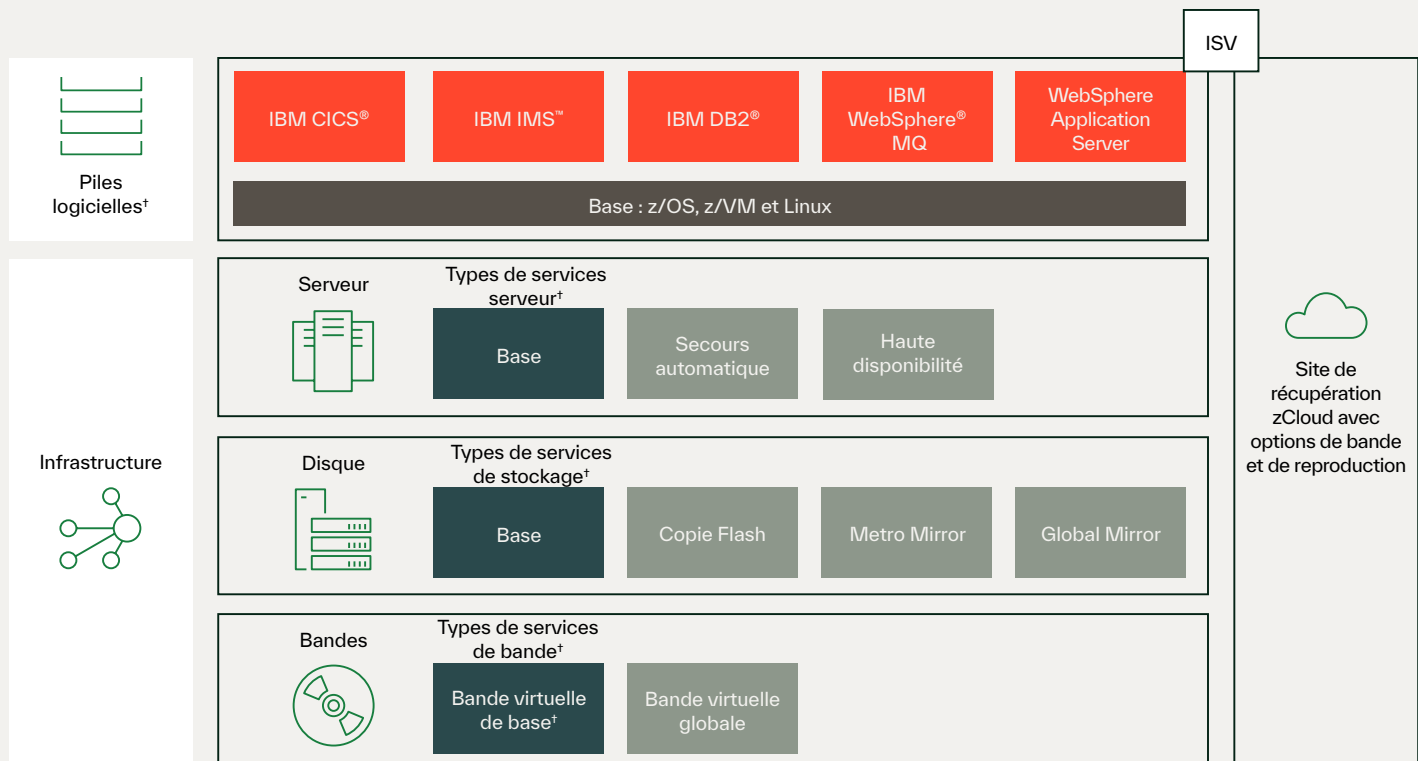 ISV
Piles
logicielles†
IBM CICS®
IBM IMS™
IBM DB2®
IBM
WebSphere®
MQ
WebSphere
Application
Server
Base : z/OS, z/VM et Linux
Infrastructure
Serveur
Types de services
serveur†
Base
Secours
automatique
Haute
disponibilité
Disque
Types de services
de stockage†
Base
Copie Flash
Metro Mirror
Global Mirror
Bandes
Types de services
de bande†
Bande virtuelle
de base†
Bande virtuelle
globale
Site de
récupération
zCloud avec
options de bande
et de reproduction